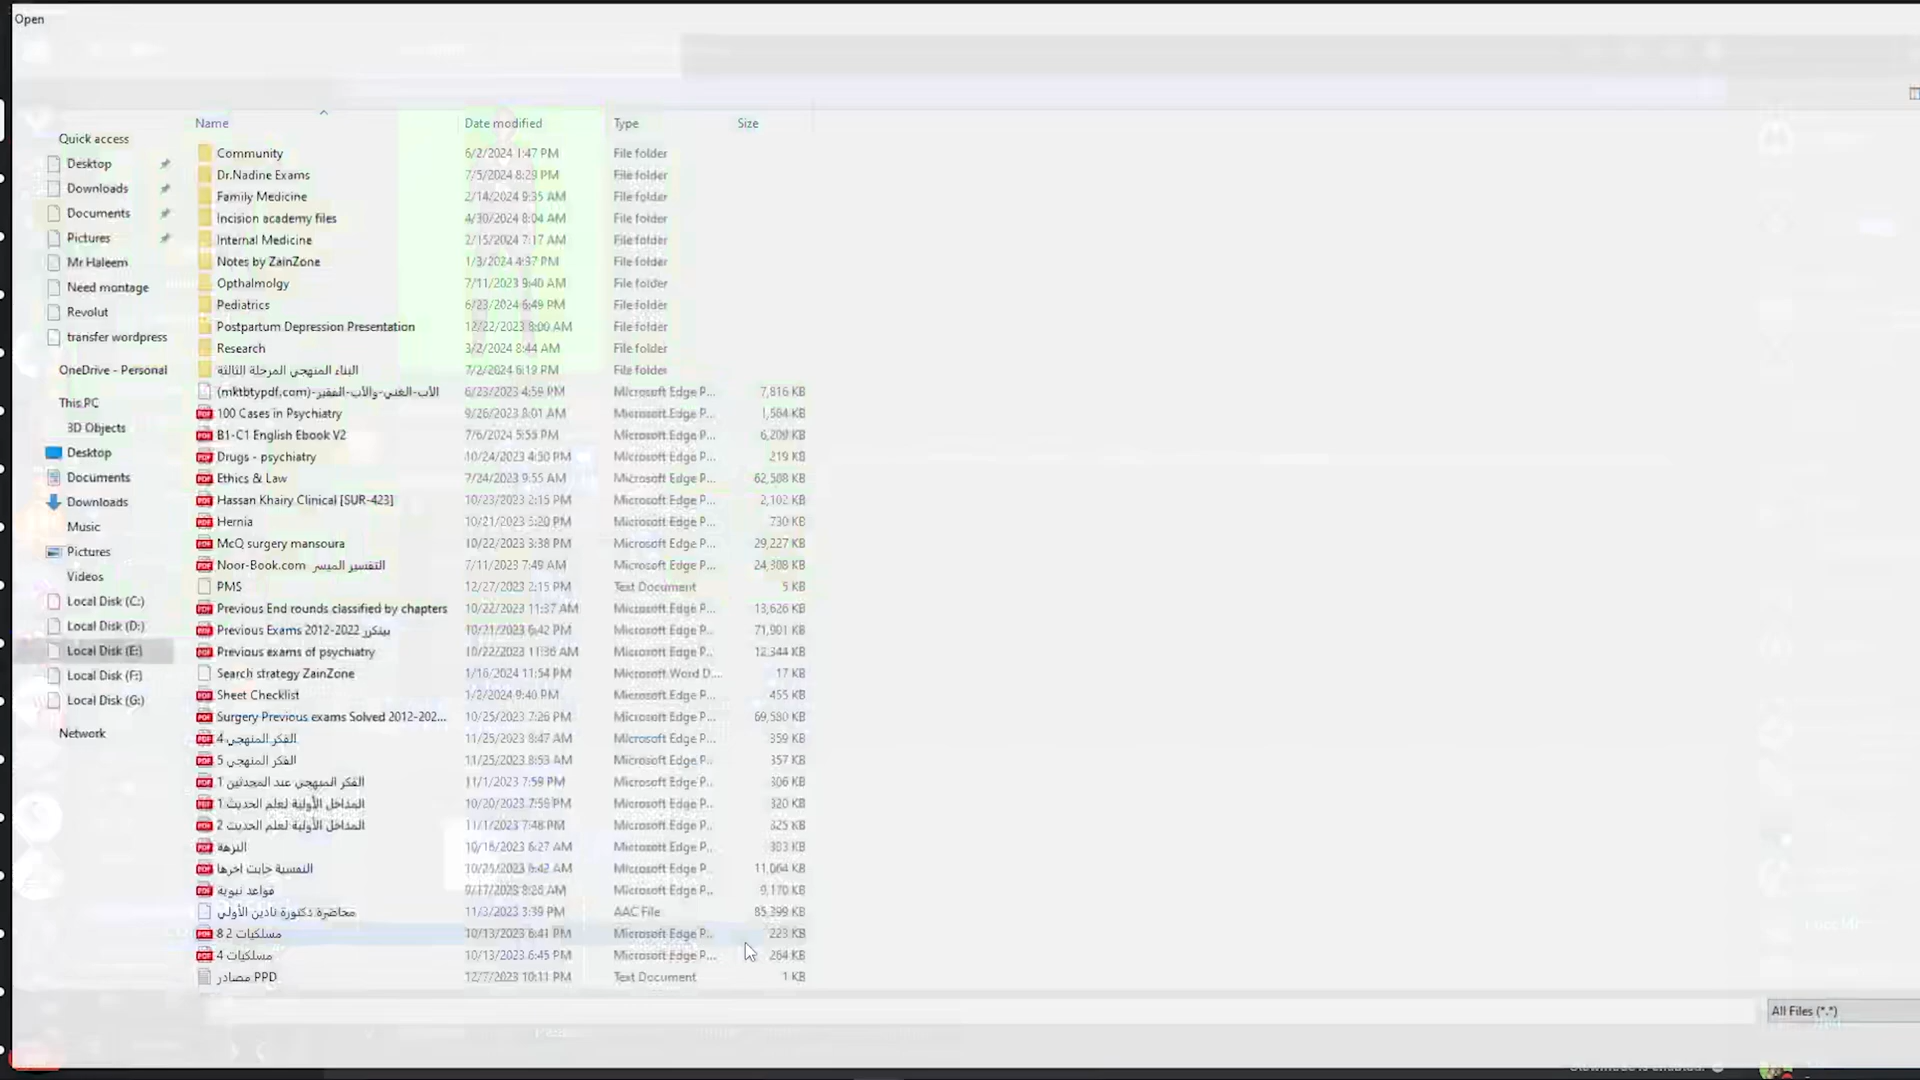 Open
Name Date modified Type Size
Quick access
Desktop
Downloads
Documents
Pictures
Mr Haleem
Need montage
Revolut
transfer wordpress
OneDrive - Personal
This PC
3D Objects
Desktop
Documents
Downloads
Music
Pictures
Videos
Local Disk (C:)
Local Disk (D:)
Local Disk (E:)
Local Disk (F:)
Local Disk (G:)
Network
Community 6/2/2024 1:47 PM File folder
Dr.Nadine Exams 7/5/2024 8:29 PM File folder
Family Medicine 2/14/2024 9:35 AM File folder
Incision academy files 4/30/2024 8:04 AM File folder
Internal Medicine 2/15/2024 7:17 AM File folder
Notes by ZainZone 1/3/2024 4:37 PM File folder
Opthalmolgy 7/11/2023 9:40 AM File folder
Pediatrics 6/23/2024 6:49 PM File folder
Postpartum Depression Presentation 12/22/2023 8:00 AM File folder
Research 3/2/2024 8:44 AM File folder
البناء المنهجي المرحلة الثالثة 7/2/2024 6:19 PM File folder
(mktbtypdf.com)-الأب-الغني-والأب-الفقير 6/23/2023 4:59 PM Microsoft Edge P... 7,816 KB
100 Cases in Psychiatry 9/26/2023 8:01 AM Microsoft Edge P... 1,564 KB
B1-C1 English Ebook V2 7/6/2024 5:55 PM Microsoft Edge P... 6,209 KB
Drugs - psychiatry 10/24/2023 4:30 PM Microsoft Edge P... 219 KB
Ethics & Law 7/24/2023 9:55 AM Microsoft Edge P... 62,508 KB
Hassan Khairy Clinical [SUR-423] 10/23/2023 2:15 PM Microsoft Edge P... 2,102 KB
Hernia 10/21/2023 5:20 PM Microsoft Edge P... 730 KB
McQ surgery mansoura 10/22/2023 3:38 PM Microsoft Edge P... 29,227 KB
Noor-Book.com التفسير الميسر 7/11/2023 7:49 AM Microsoft Edge P... 24,308 KB
PMS 12/27/2023 2:15 PM Text Document 5 KB
Previous End rounds classified by chapters 10/22/2023 11:37 AM Microsoft Edge P... 13,626 KB
Previous Exams 2012-2022 بيتكرر 10/21/2023 6:42 PM Microsoft Edge P... 71,901 KB
Previous exams of psychiatry 10/22/2023 11:36 AM Microsoft Edge P... 12,344 KB
Search strategy ZainZone 1/16/2024 11:54 PM Microsoft Word D... 17 KB
Sheet Checklist 1/2/2024 9:40 PM Microsoft Edge P... 455 KB
Surgery Previous exams Solved 2012-202... 10/25/2023 7:26 PM Microsoft Edge P... 69,580 KB
الفكر المنهجي 4 11/25/2023 8:47 AM Microsoft Edge P... 359 KB
الفكر المنهجي 5 11/25/2023 8:53 AM Microsoft Edge P... 357 KB
الفكر المنهجي عند المحدثين 1 11/1/2023 7:59 PM Microsoft Edge P... 306 KB
المداخل الأولية لعلم الحديث 1 10/20/2023 7:58 PM Microsoft Edge P... 320 KB
المداخل الأولية لعلم الحديث 2 11/1/2023 7:48 PM Microsoft Edge P... 325 KB
النزهة 10/16/2023 6:27 AM Microsoft Edge P... 303 KB
النفسية جابت اخرها 10/25/2023 6:42 AM Microsoft Edge P... 11,064 KB
قواعد نبوية 9/17/2023 8:26 AM Microsoft Edge P... 9,170 KB
محاضرة دكتورة نادين الأولى 11/3/2023 3:39 PM AAC File 85,399 KB
مسلكيات 2 8 10/13/2023 6:41 PM Microsoft Edge P... 223 KB
مسلكيات 4 10/13/2023 6:45 PM Microsoft Edge P... 264 KB
مصادر PPD 12/7/2023 10:11 PM Text Document 1 KB
All Files (*.*)